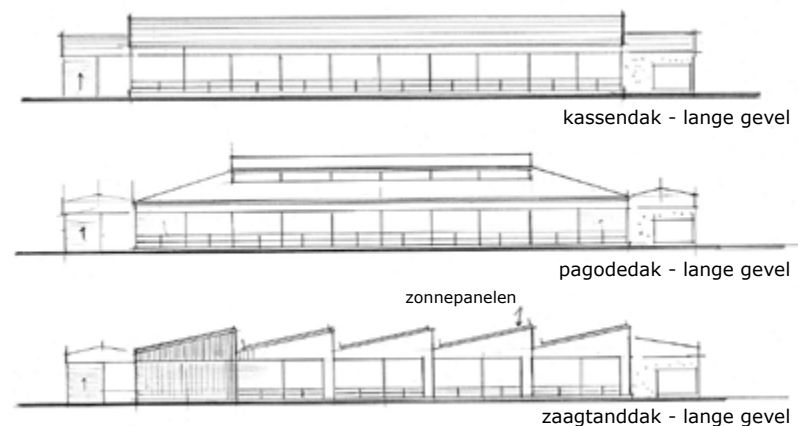 kassendak - lange gevel
pagodedak - lange gevel
zonnepanelen
zaagtanddak - lange gevel